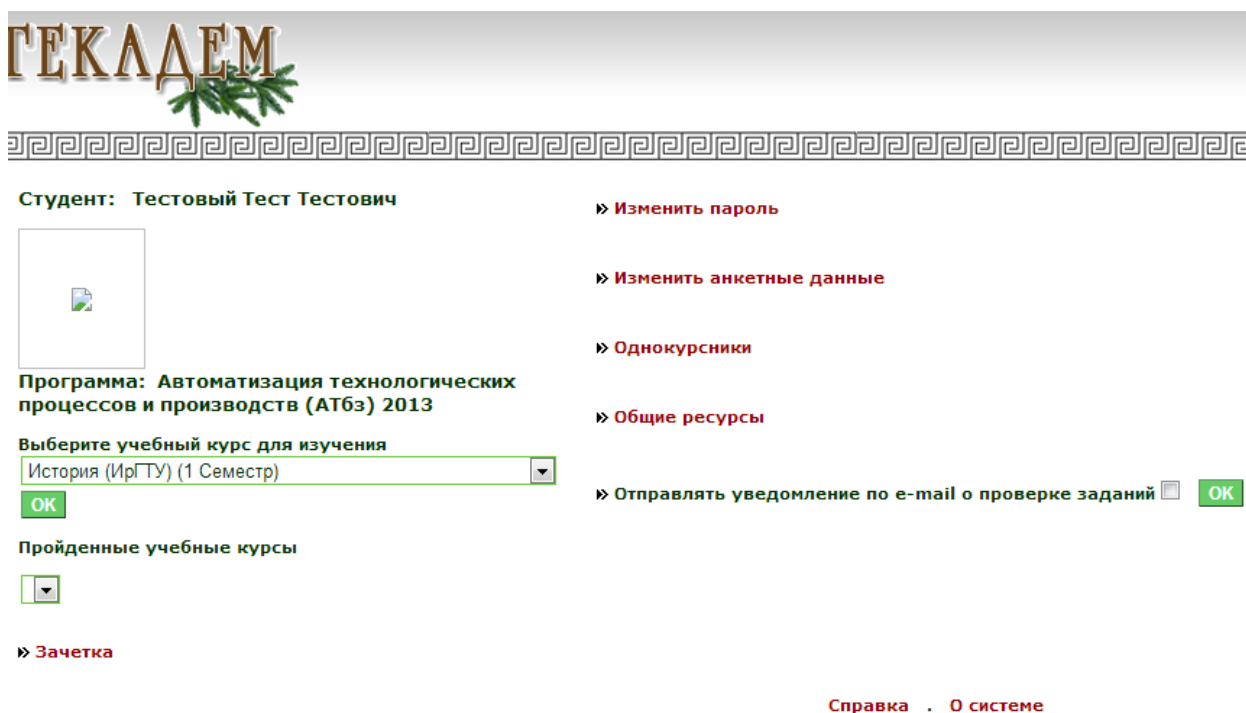 ГЕКАДЕМ
Студент: Тестовый Тест Тестович
Программа: Автоматизация технологических
процессов и производств (АТбз) 2013
Выберите учебный курс для изучения
История (ИрГТУ) (1 Семестр)
OK
Пройденные учебные курсы
Зачетка
Изменить пароль
Изменить анкетные данные
Однокурсники
Общие ресурсы
Отправлять уведомление по e-mail о проверке заданий OK
Справка . О системе